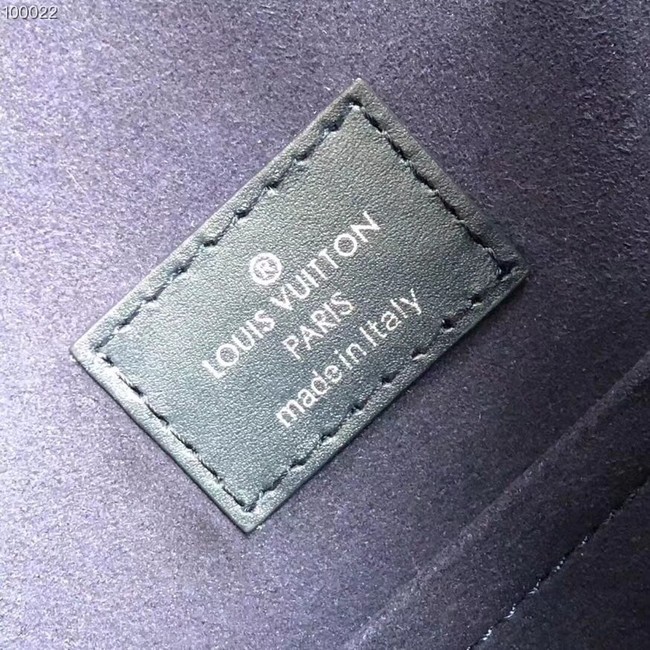 100022
®
LOUIS VUITTON
PARIS
made in Italy